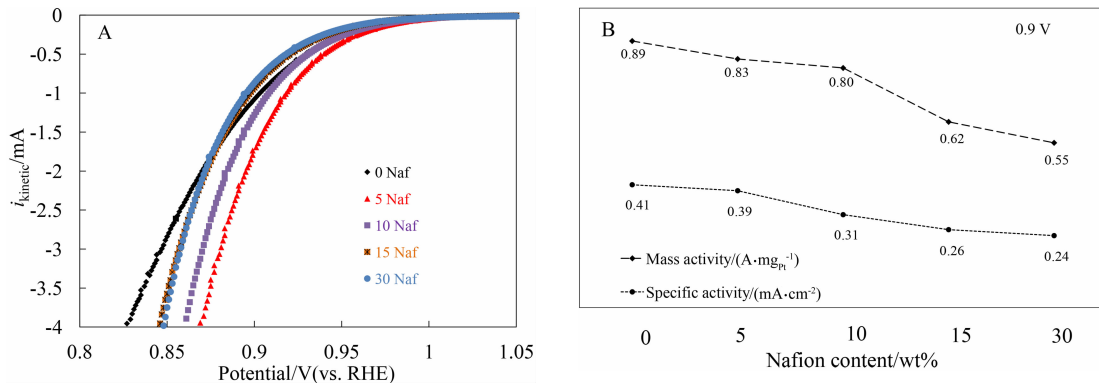 A
0
-0.5
-1
-1.5
-2
-2.5
-3
-3.5
-4
i_kinetic/mA
0.8
0.85
0.9
0.95
1
1.05
Potential/V(vs. RHE)
0 Naf
5 Naf
10 Naf
15 Naf
30 Naf
B
0.9 V
0.89
0.83
0.80
0.62
0.55
0.41
0.39
0.31
0.26
0.24
Mass activity/(A·mg_Pt⁻¹)
Specific activity/(mA·cm⁻²)
0
5
10
15
30
Nafion content/wt%